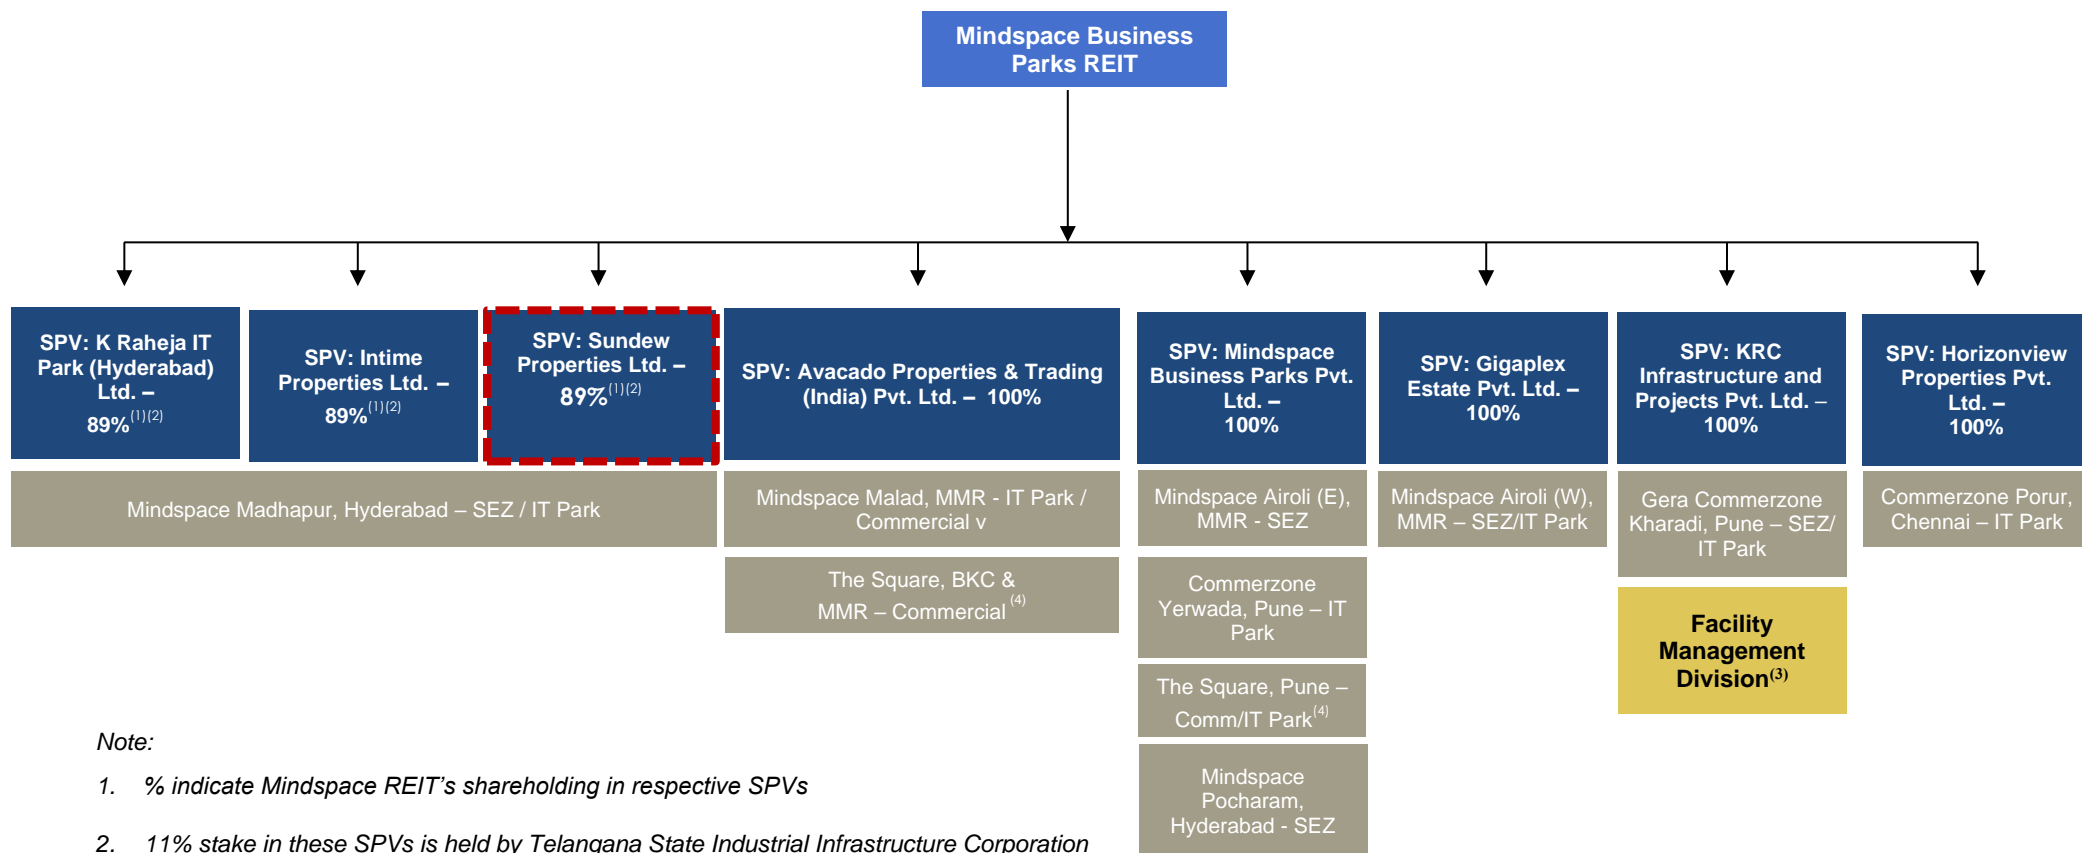 Mindspace Business
Parks REIT
SPV: K Raheja IT
Park (Hyderabad)
Ltd. –
89%(1)(2)
SPV: Intime
Properties Ltd. –
89%(1)(2)
SPV: Sundew
Properties Ltd. –
89%(1)(2)
SPV: Avacado Properties & Trading
(India) Pvt. Ltd. – 100%
SPV: Mindspace
Business Parks Pvt.
Ltd. –
100%
SPV: Gigaplex
Estate Pvt. Ltd. –
100%
SPV: KRC
Infrastructure and
Projects Pvt. Ltd. –
100%
SPV: Horizonview
Properties Pvt.
Ltd. –
100%
Mindspace Madhapur, Hyderabad – SEZ / IT Park
Mindspace Malad, MMR - IT Park /
Commercial v
The Square, BKC &
MMR – Commercial (4)
Mindspace Airoli (E),
MMR - SEZ
Commerzone
Yerwada, Pune – IT
Park
The Square, Pune –
Comm/IT Park(4)
Mindspace
Pocharam,
Hyderabad - SEZ
Mindspace Airoli (W),
MMR – SEZ/IT Park
Gera Commerzone
Kharadi, Pune – SEZ/
IT Park
Facility
Management
Division(3)
Commerzone Porur,
Chennai – IT Park
Note:
1. % indicate Mindspace REIT's shareholding in respective SPVs
2. 11% stake in these SPVs is held by Telangana State Industrial Infrastructure Corporation